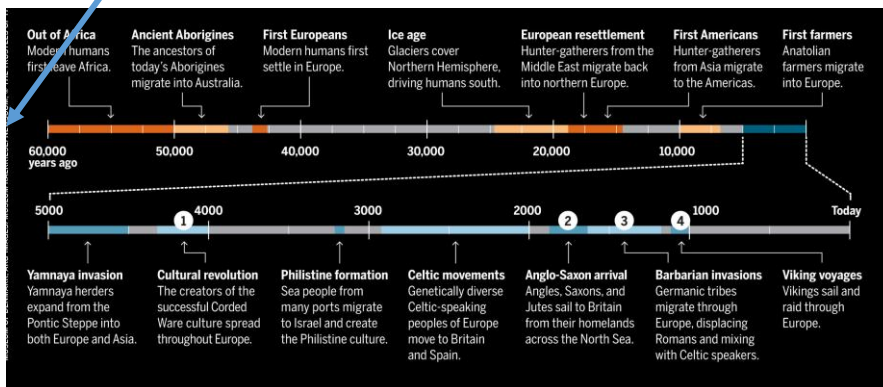 Out of Africa
Modern humans
first leave Africa.
Ancient Aborigines
The ancestors of
today's Aborigines
migrate into Australia.
First Europeans
Modern humans first
settle in Europe.
Ice age
Glaciers cover
Northern Hemisphere,
driving humans south.
European resettlement
Hunter-gatherers from the
Middle East migrate back
into northern Europe.
First Americans
Hunter-gatherers
from Asia migrate
to the Americas.
First farmers
Anatolian
farmers migrate
into Europe.
60,000 50,000 40,000 30,000 20,000 10,000
years ago
5000 4000 3000 2000 1000 Today
1 2 3 4
Yamnaya invasion
Yamnaya herders
expand from the
Pontic Steppe into
both Europe and Asia.
Cultural revolution
The creators of the
successful Corded
Ware culture spread
throughout Europe.
Philistine formation
Sea people from
many ports migrate
to Israel and create
the Philistine culture.
Celtic movements
Genetically diverse
Celtic-speaking
peoples of Europe
move to Britain
and Spain.
Anglo-Saxon arrival
Angles, Saxons, and
Jutes sail to Britain
from their homelands
across the North Sea.
Barbarian invasions
Germanic tribes
migrate through
Europe, displacing
Romans and mixing
with Celtic speakers.
Viking voyages
Vikings sail and
raid through
Europe.